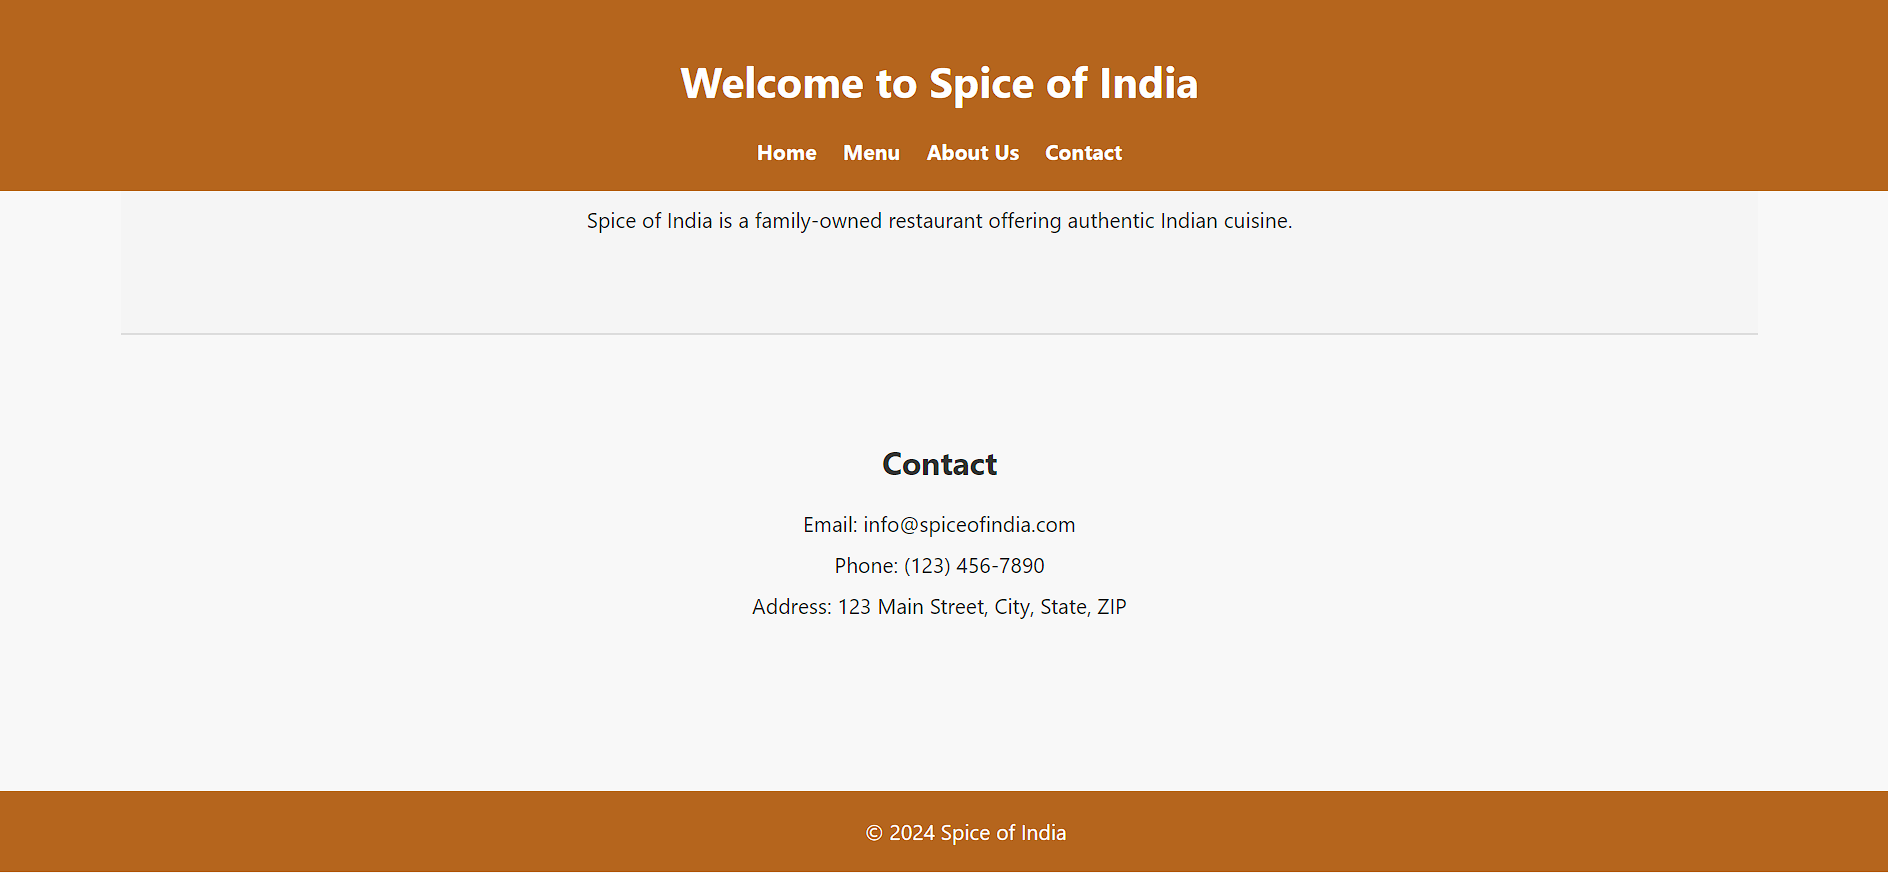 Welcome to Spice of India
Home Menu About Us Contact
Spice of India is a family-owned restaurant offering authentic Indian cuisine.
Contact
Email: info@spiceofindia.com
Phone: (123) 456-7890
Address: 123 Main Street, City, State, ZIP
© 2024 Spice of India